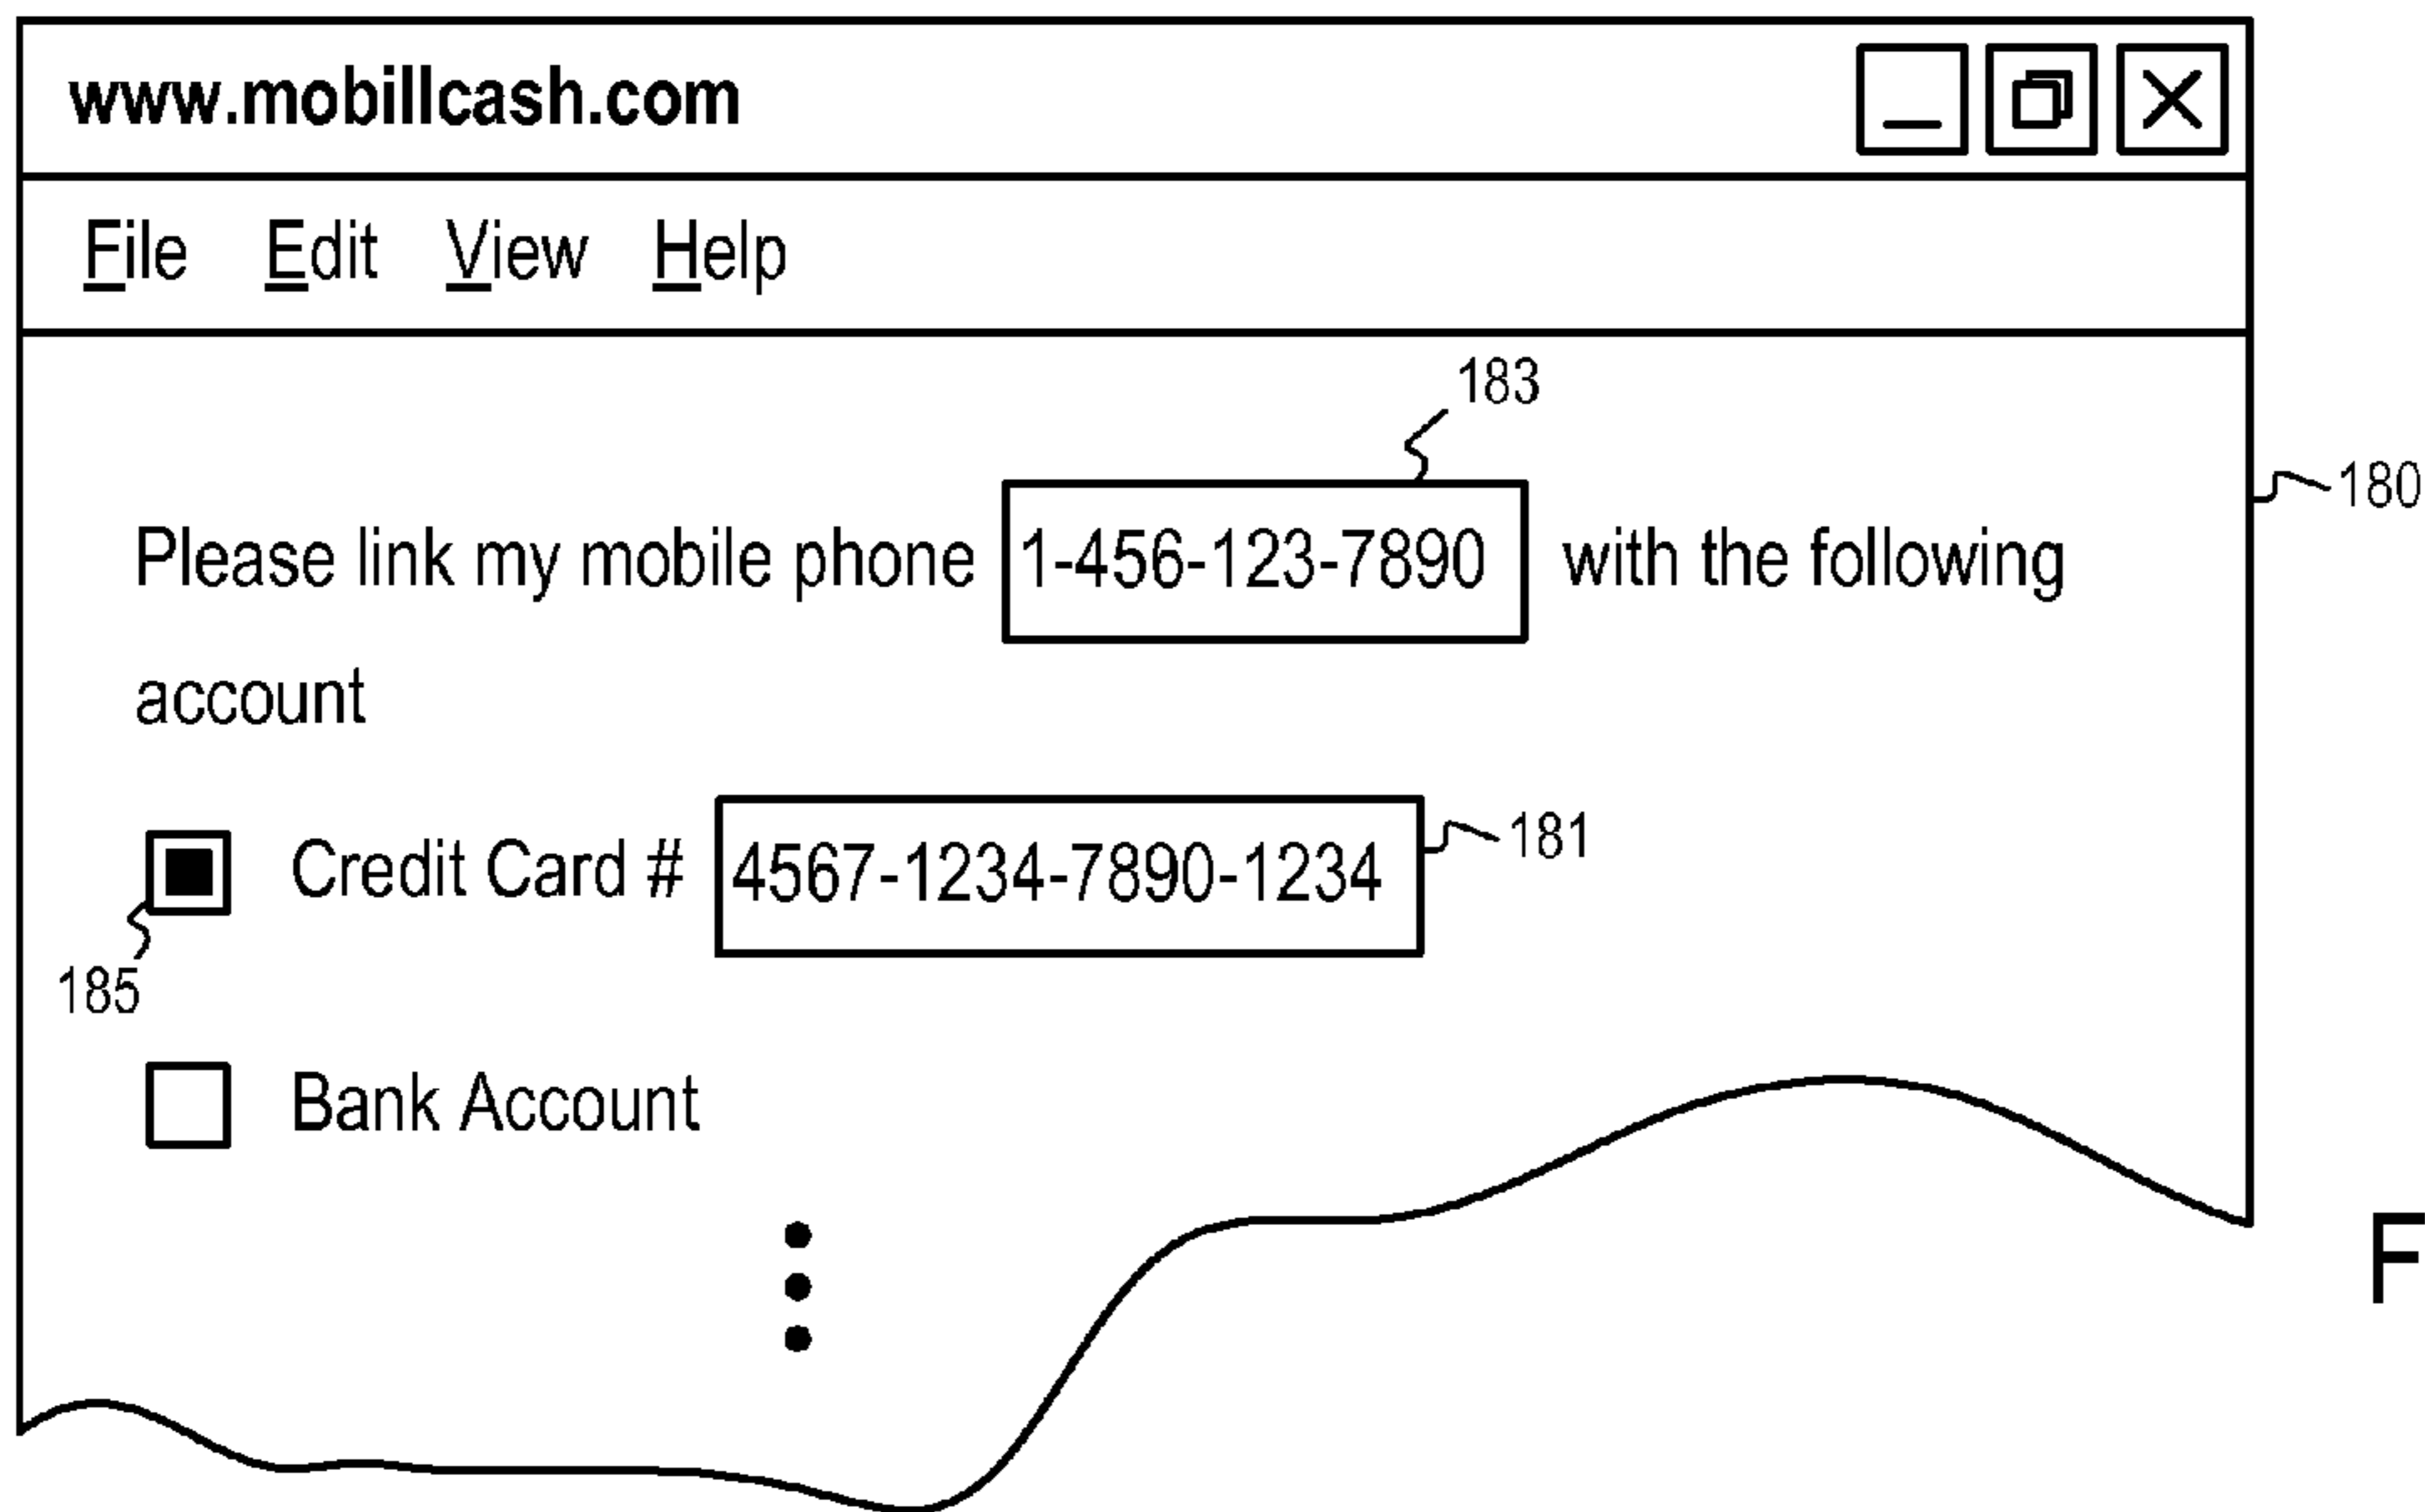 www.mobillcash.com
File Edit View Help
183
180
Please link my mobile phone 1-456-123-7890 with the following
account
Credit Card # 4567-1234-7890-1234
181
185
Bank Account
F